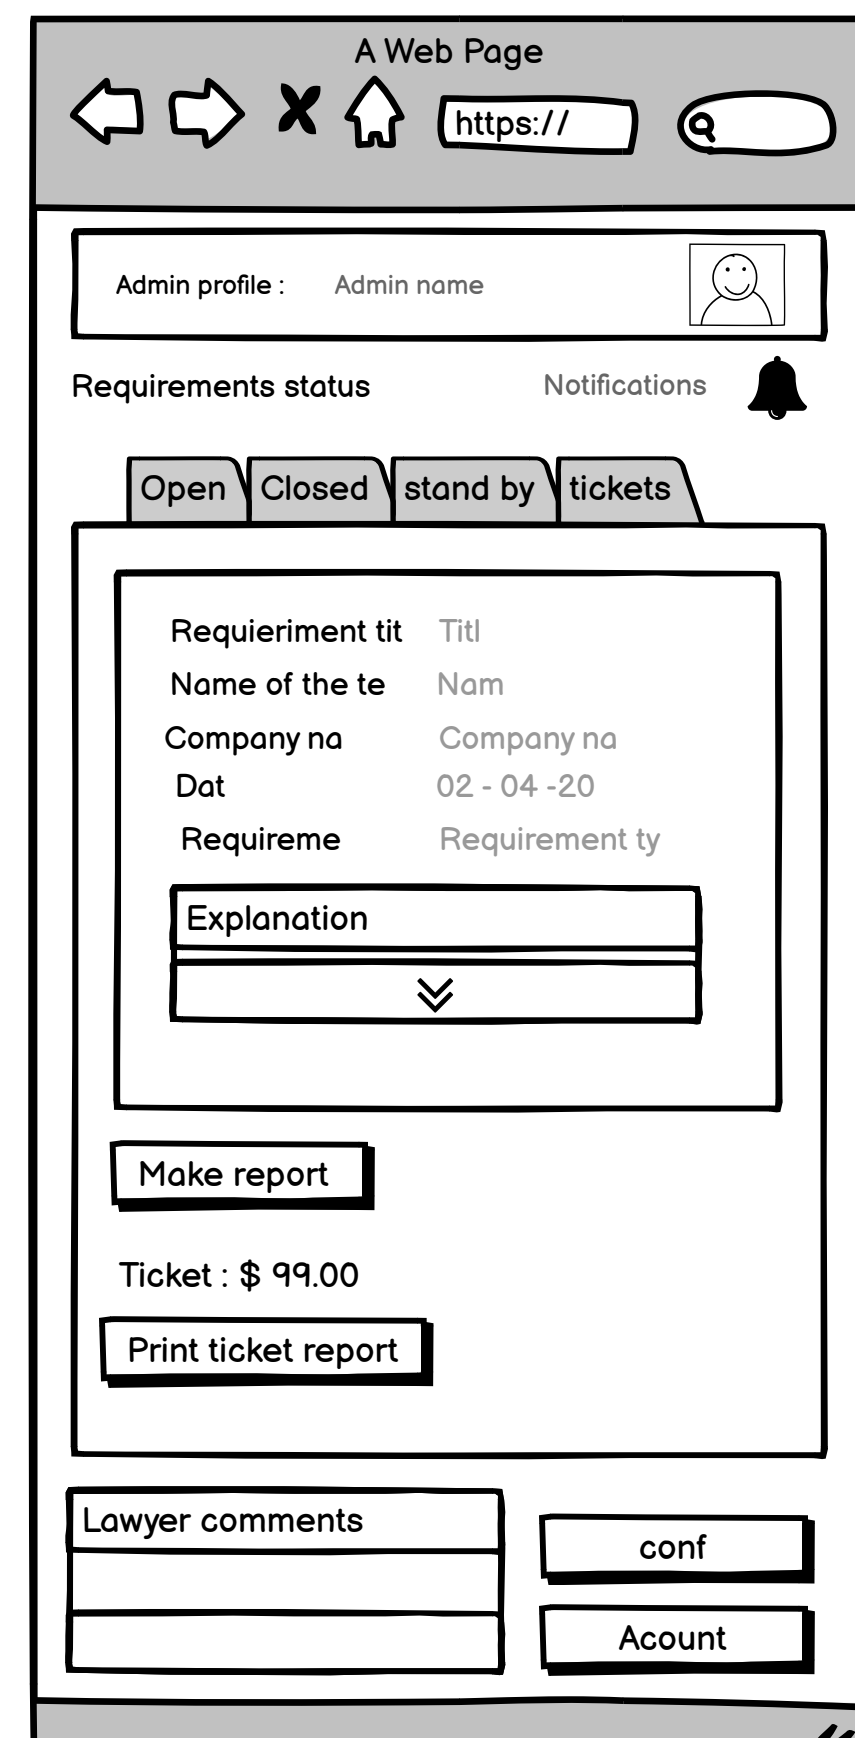 A Web Page
https://
Admin profile : Admin name
Requirements status Notifications
Open Closed stand by tickets
Requieriment tit Titl
Name of the te Nam
Company na Company na
Dat 02 - 04 -20
Requireme Requirement ty
Explanation
Make report
Ticket : $ 99.00
Print ticket report
Lawyer comments
conf
Acount